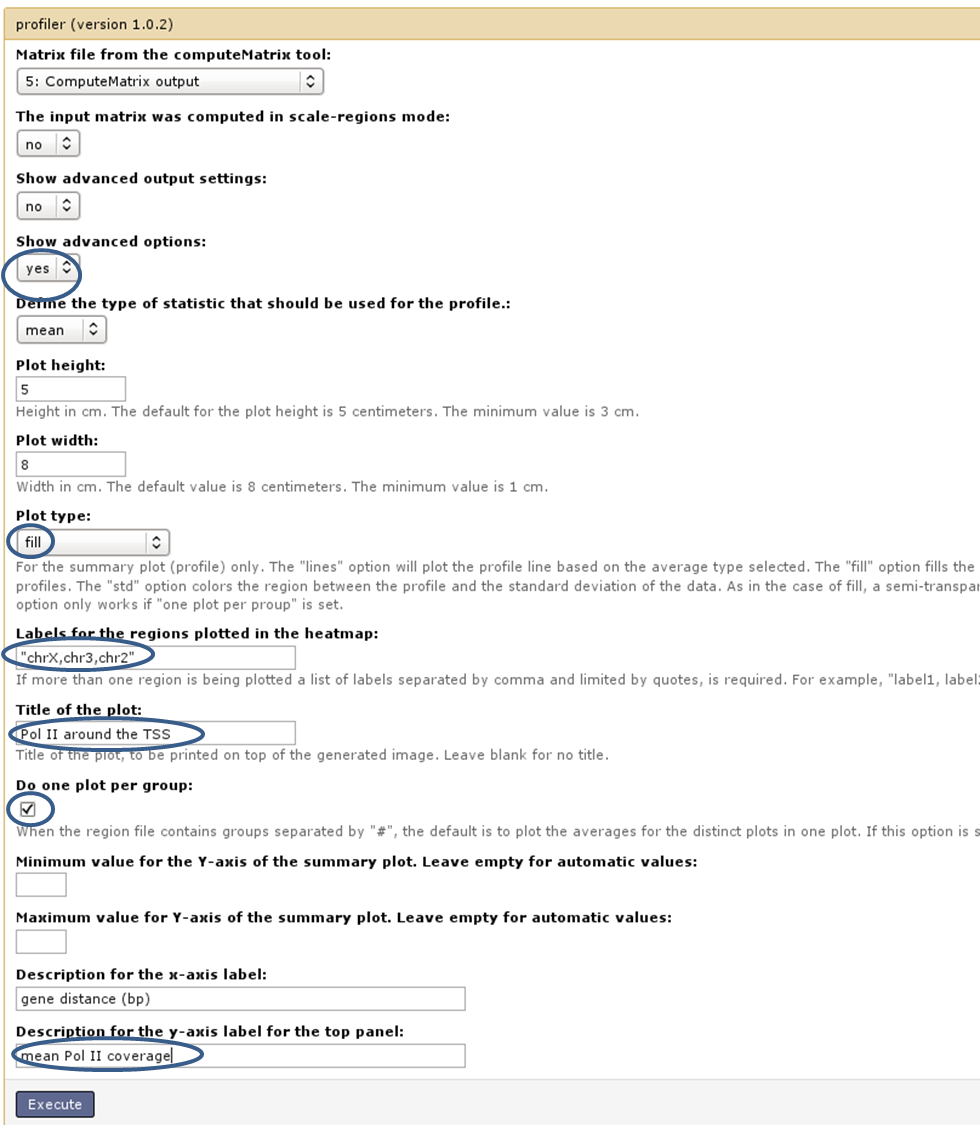 profiler (version 1.0.2)
Matrix file from the computeMatrix tool:
5: ComputeMatrix output
The input matrix was computed in scale-regions mode:
no
Show advanced output settings:
no
Show advanced options:
yes
Define the type of statistic that should be used for the profile.:
mean
Plot height:
5
Height in cm. The default for the plot height is 5 centimeters. The minimum value is 3 cm.
Plot width:
8
Width in cm. The default value is 8 centimeters. The minimum value is 1 cm.
Plot type:
fill
For the summary plot (profile) only. The "lines" option will plot the profile line based on the average type selected. The "fill" option fills the
profiles. The "std" option colors the region between the profile and the standard deviation of the data. As in the case of fill, a semi-transpar
option only works if "one plot per proup" is set.
Labels for the regions plotted in the heatmap:
"chrX,chr3,chr2"
If more than one region is being plotted a list of labels separated by comma and limited by quotes, is required. For example, "label1, label2
Title of the plot:
Pol II around the TSS
Title of the plot, to be printed on top of the generated image. Leave blank for no title.
Do one plot per group:
When the region file contains groups separated by "#", the default is to plot the averages for the distinct plots in one plot. If this option is s
Minimum value for the Y-axis of the summary plot. Leave empty for automatic values:
Maximum value for Y-axis of the summary plot. Leave empty for automatic values:
Description for the x-axis label:
gene distance (bp)
Description for the y-axis label for the top panel:
mean Pol II coverage
Execute